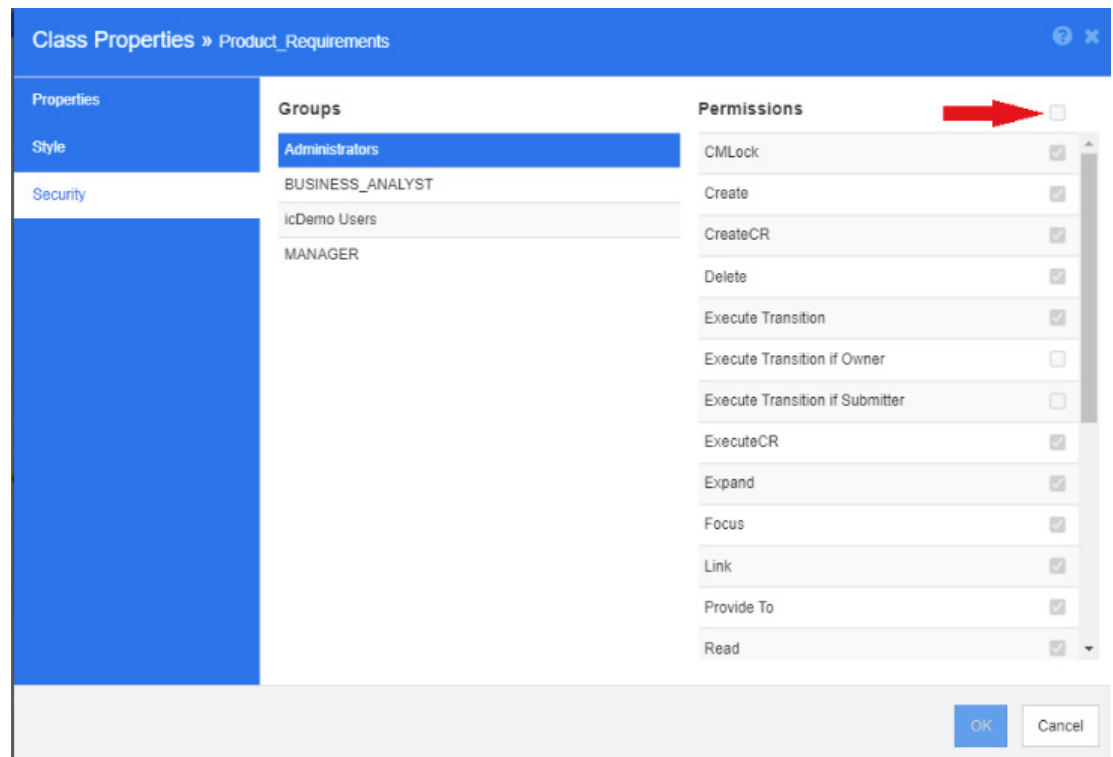 Class Properties » Product_Requirements
Properties
Style
Security
Groups
Administrators
BUSINESS_ANALYST
icDemo Users
MANAGER
Permissions
CMLock
Create
CreateCR
Delete
Execute Transition
Execute Transition if Owner
Execute Transition if Submitter
ExecuteCR
Expand
Focus
Link
Provide To
Read
OK
Cancel